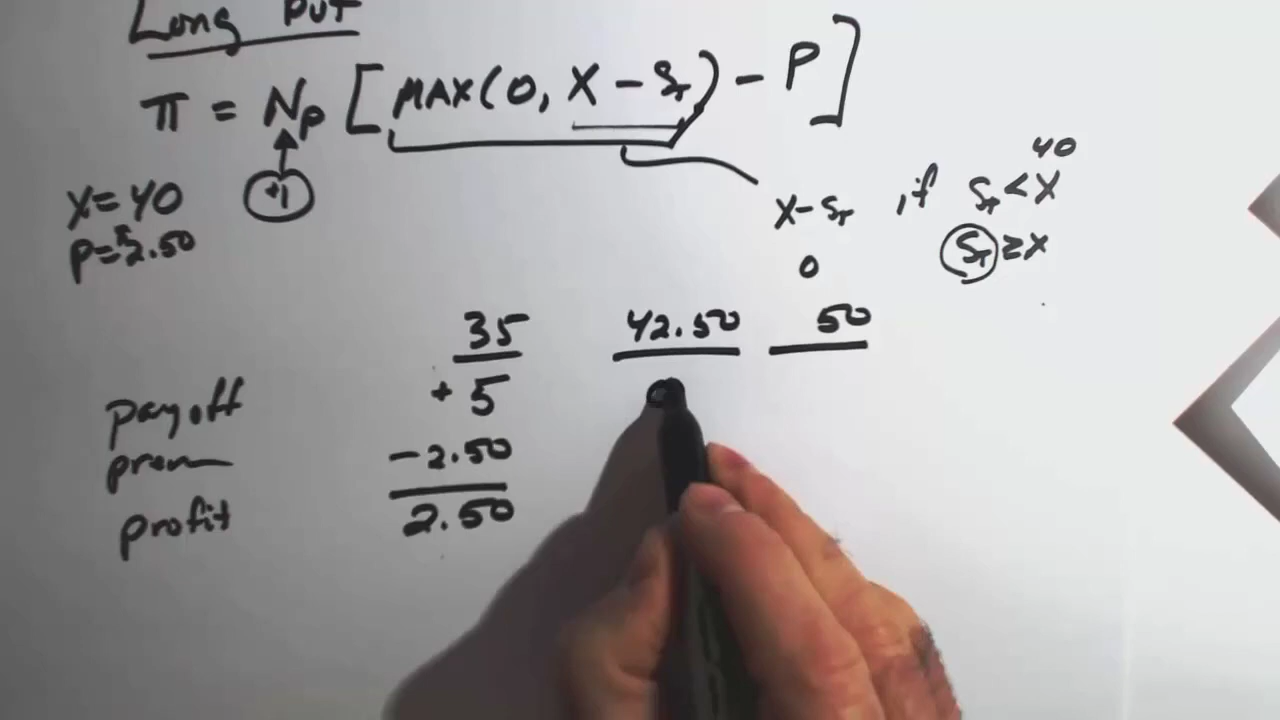 Long Put
π = Np [MAX(0, X - ST) - P]
40
X=40 +1 X-ST , if ST < X
P=$2.50 0 ST ≥ X
35 42.50 50
payoff + 5 0
prem -2.50
profit 2.50